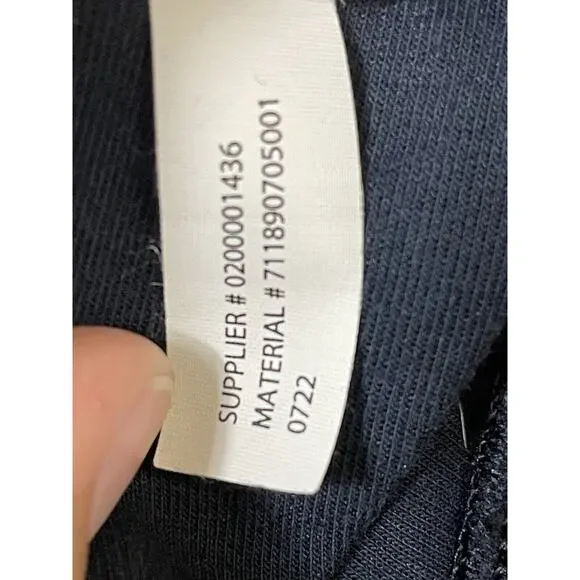 SUPPLIER # 0200001436
MATERIAL # 711890705001
0722